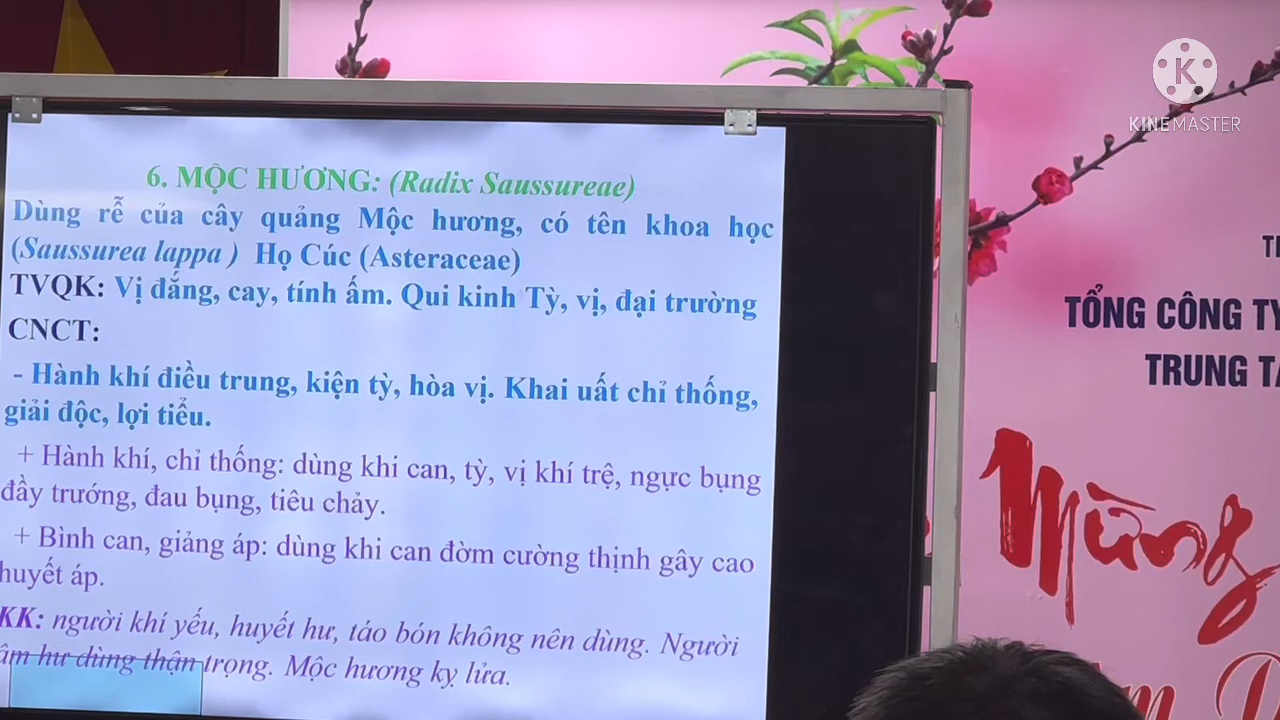 KINEMASTER
6. MỘC HƯƠNG: (Radix Saussureae)
Dùng rễ của cây quảng Mộc hương, có tên khoa học
(Saussurea lappa ) Họ Cúc (Asteraceae)
TVQK: Vị đắng, cay, tính ấm. Qui kinh Tỳ, vị, đại trường
CNCT:
- Hành khí điều trung, kiện tỳ, hòa vị. Khai uất chỉ thống,
giải độc, lợi tiểu.
+ Hành khí, chỉ thống: dùng khi can, tỳ, vị khí trệ, ngực bụng
đầy trướng, đau bụng, tiêu chảy.
+ Bình can, giảng áp: dùng khi can đờm cường thịnh gây cao
huyết áp.
KK: người khí yếu, huyết hư, táo bón không nên dùng. Người
âm hư dùng thận trọng. Mộc hương kỵ lửa.
TỔNG CÔNG TY
TRUNG TÂ
Mừng